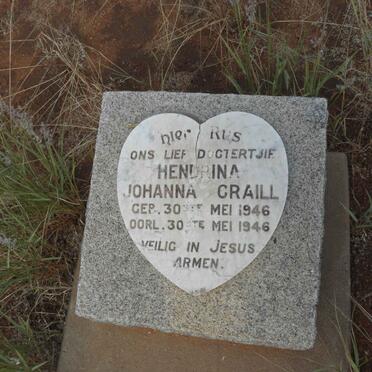 hier RUS
ONS LIEF DOGTERTJIE
HENDRINA
JOHANNA CRAILL
GEB. 30STE MEI 1946
OORL. 30STE MEI 1946
VEILIG IN JESUS
ARMEN.